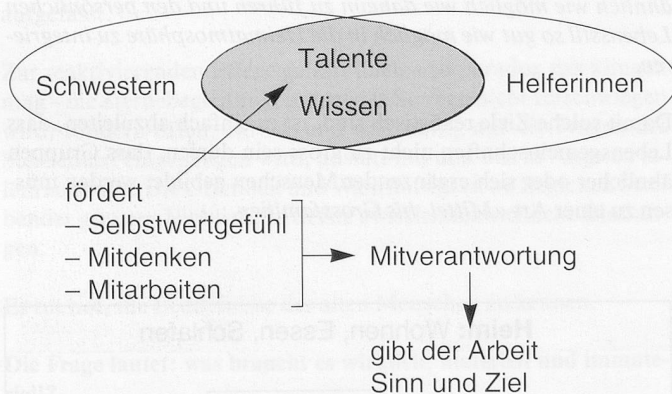 Talente
Schwestern
Helferinnen
Wissen
fördert
– Selbstwertgefühl
– Mitdenken
– Mitarbeiten
Mitverantwortung
gibt der Arbeit
Sinn und Ziel